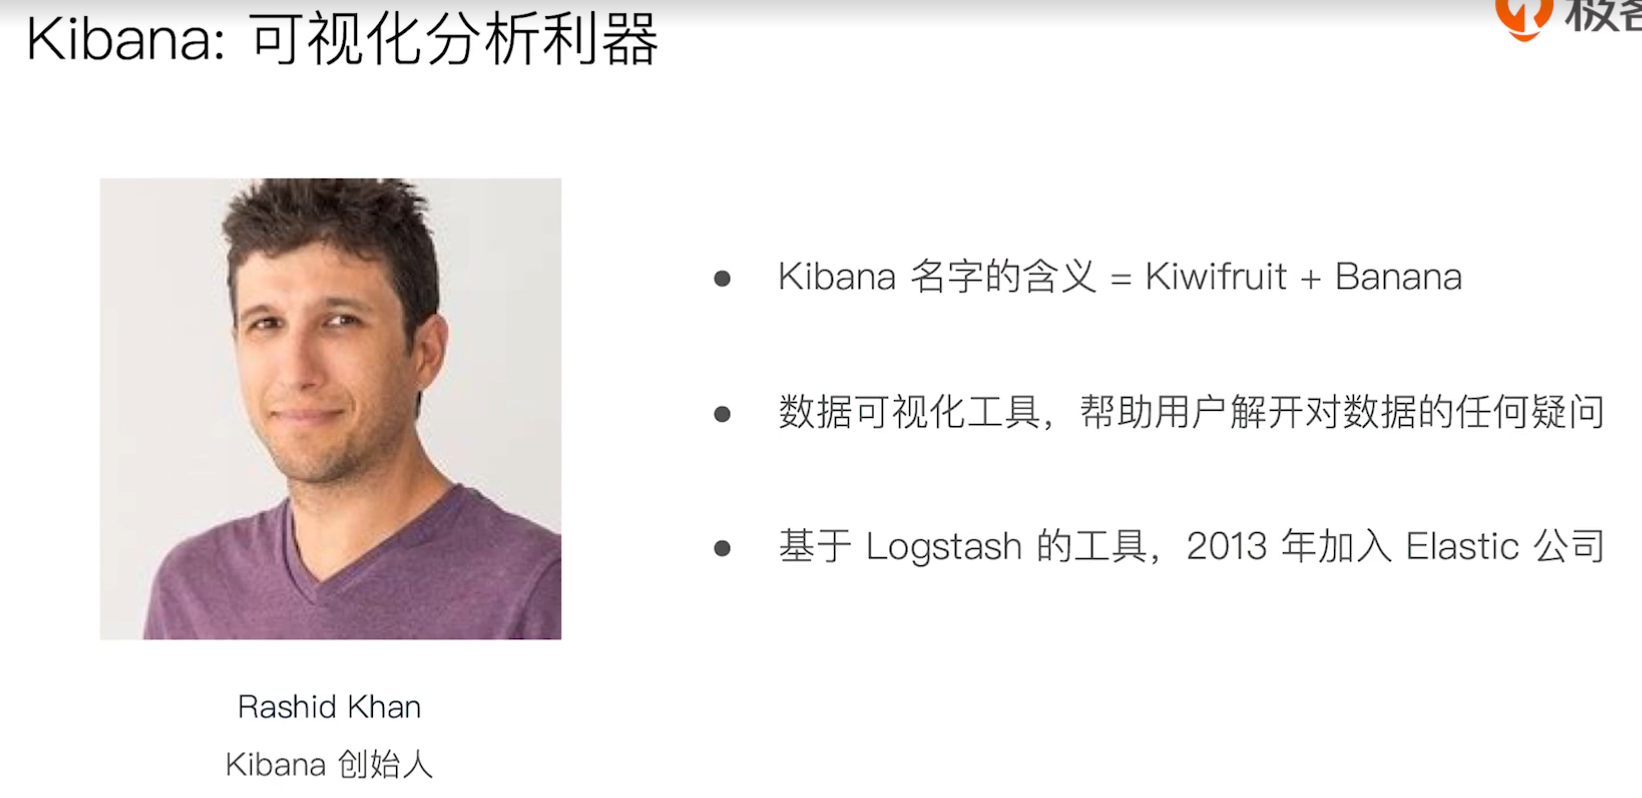 Kibana: 可视化分析利器
Kibana 名字的含义 = Kiwifruit + Banana
数据可视化工具，帮助用户解开对数据的任何疑问
基于 Logstash 的工具，2013 年加入 Elastic 公司
Rashid Khan
Kibana 创始人